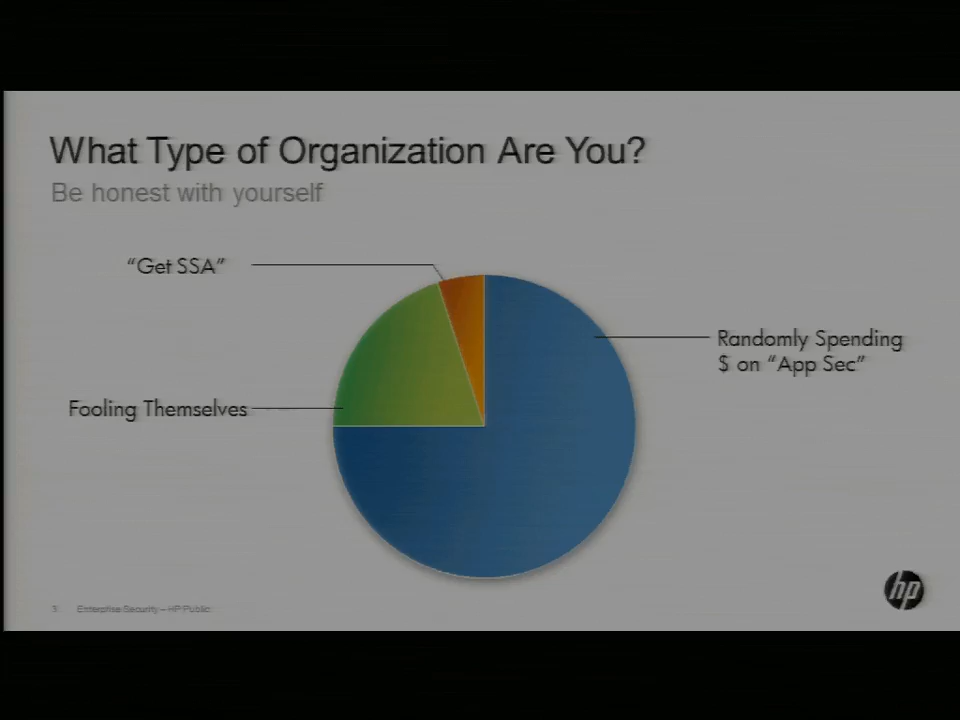 What Type of Organization Are You?
Be honest with yourself
“Get SSA”
Randomly Spending
$ on “App Sec”
Fooling Themselves
3 Enterprise Security – HP Public
hp